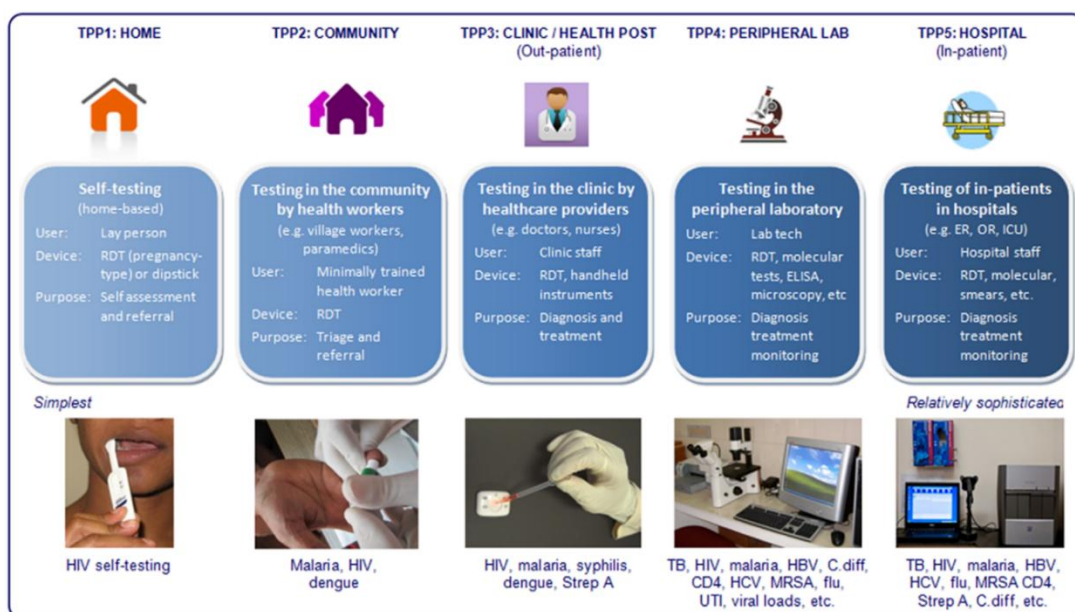 TPP1: HOME
TPP2: COMMUNITY
TPP3: CLINIC / HEALTH POST
(Out-patient)
TPP4: PERIPHERAL LAB
TPP5: HOSPITAL
(In-patient)
Self-testing
(home-based)
User: Lay person
Device: RDT (pregnancy-
type) or dipstick
Purpose: Self assessment
and referral
Testing in the community
by health workers
(e.g. village workers,
paramedics)
User: Minimally trained
health worker
Device: RDT
Purpose: Triage and
referral
Testing in the clinic by
healthcare providers
(e.g. doctors, nurses)
User: Clinic staff
Device: RDT, handheld
instruments
Purpose: Diagnosis and
treatment
Testing in the
peripheral laboratory
User: Lab tech
Device: RDT, molecular
tests, ELISA,
microscopy, etc
Purpose: Diagnosis
treatment
monitoring
Testing of in-patients
in hospitals
(e.g. ER, OR, ICU)
User: Hospital staff
Device: RDT, molecular,
smears, etc.
Purpose: Diagnosis
treatment
monitoring
Simplest
Relatively sophisticated
HIV self-testing
Malaria, HIV,
dengue
HIV, malaria, syphilis,
dengue, Strep A
TB, HIV, malaria, HBV, C.diff,
CD4, HCV, MRSA, flu,
UTI, viral loads, etc.
TB, HIV, malaria, HBV,
HCV, flu, MRSA CD4,
Strep A, C.diff, etc.